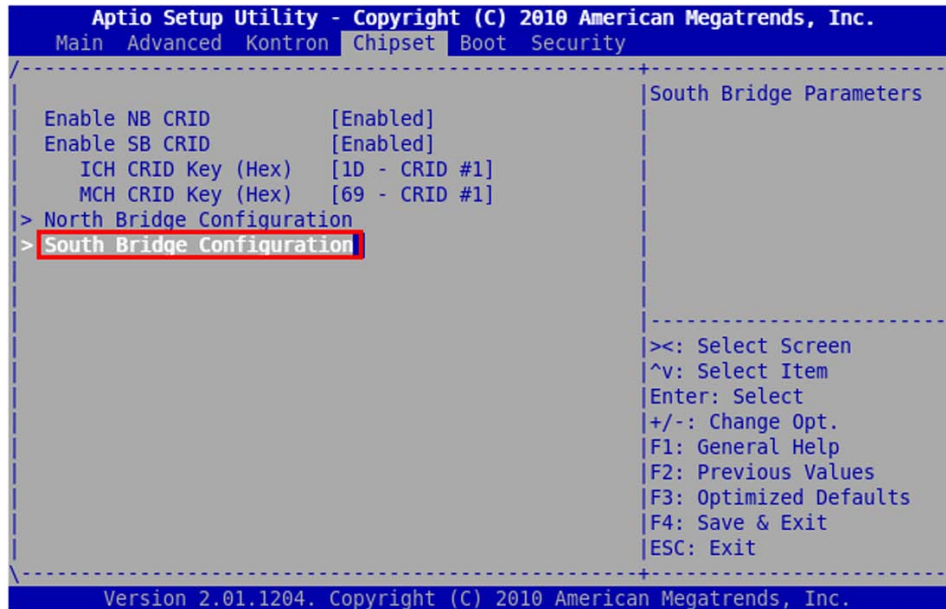 Aptio Setup Utility - Copyright (C) 2010 American Megatrends, Inc.
Main Advanced Kontron Chipset Boot Security
Enable NB CRID [Enabled]
Enable SB CRID [Enabled]
ICH CRID Key (Hex) [1D - CRID #1]
MCH CRID Key (Hex) [69 - CRID #1]
> North Bridge Configuration
> South Bridge Configuration
South Bridge Parameters
><: Select Screen
^v: Select Item
Enter: Select
+/-: Change Opt.
F1: General Help
F2: Previous Values
F3: Optimized Defaults
F4: Save & Exit
ESC: Exit
Version 2.01.1204. Copyright (C) 2010 American Megatrends, Inc.